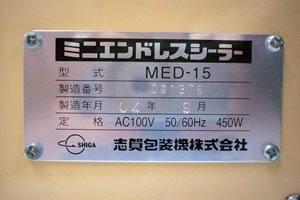 ミニエンドレスシーラー
型式 MED-15
製造番号
製造年月 04年9月
定格 AC100V 50/60Hz 450W
SHIGA 志賀包装機株式会社